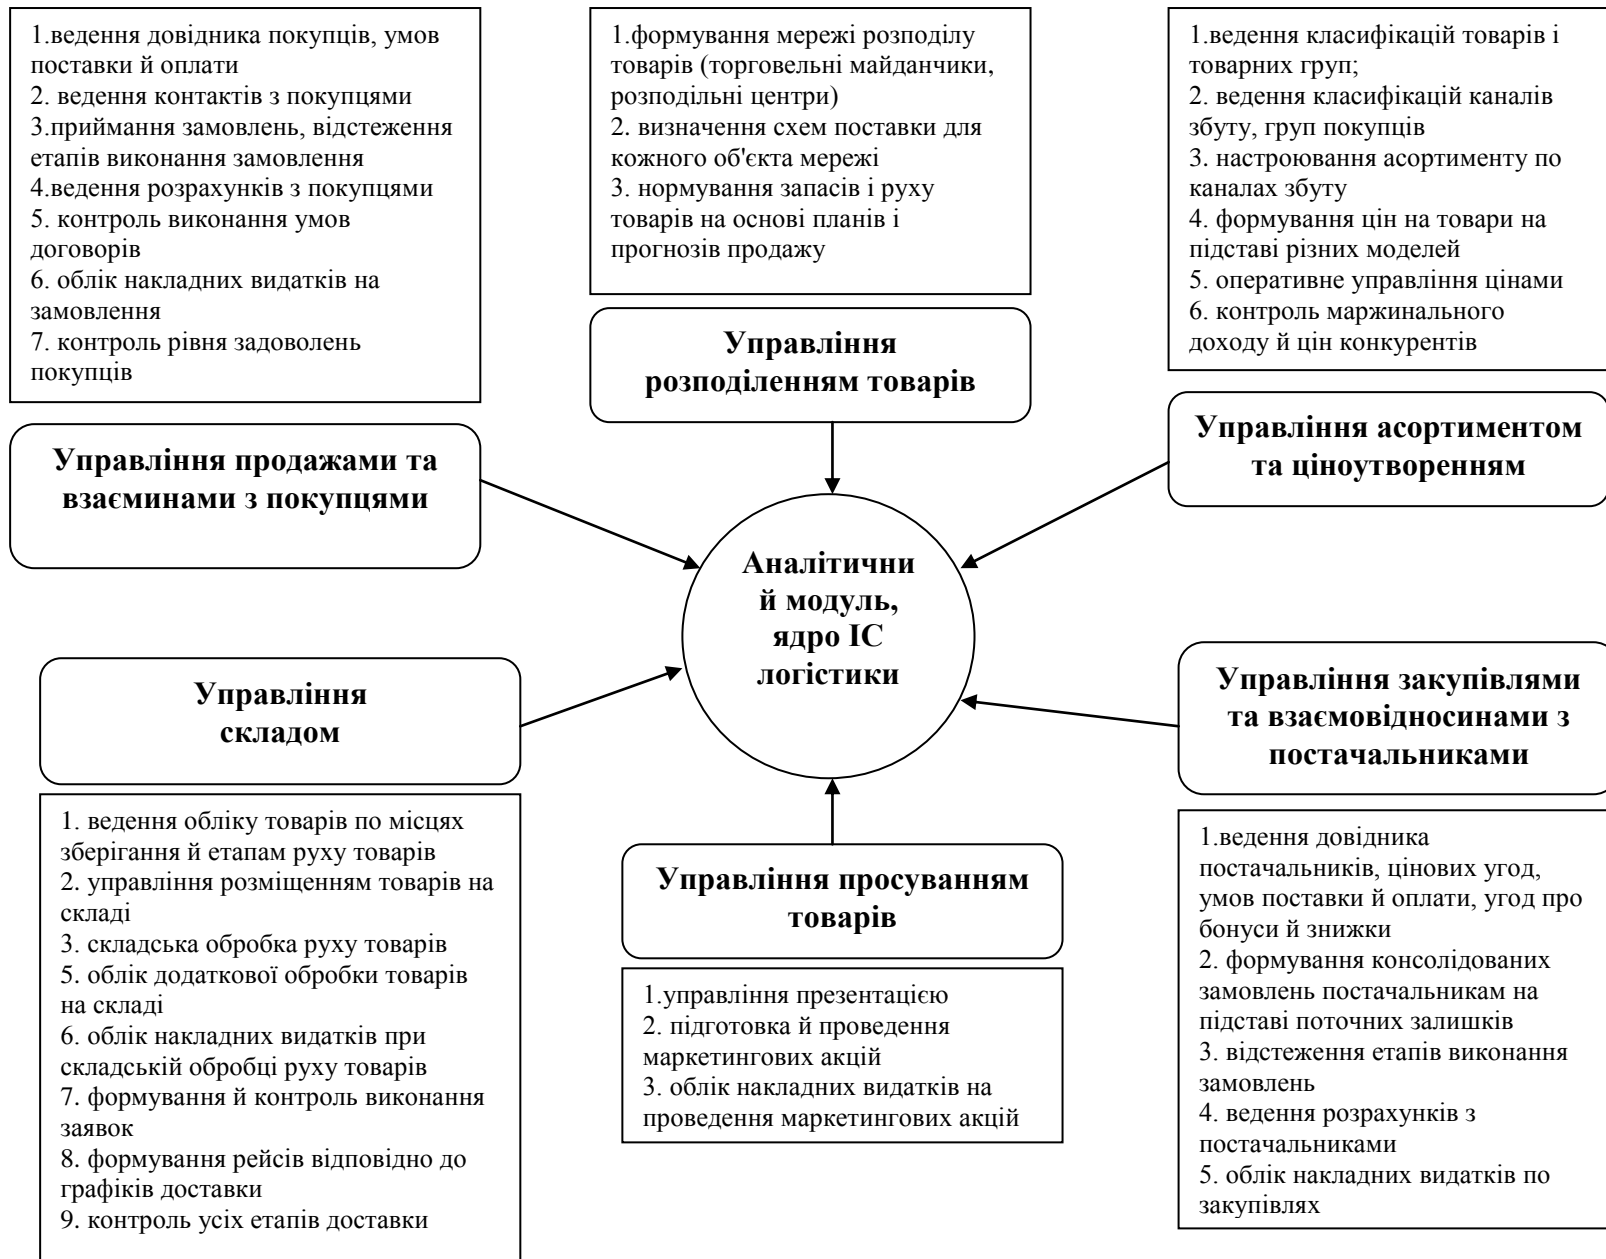 1.ведення довідника покупців, умов
поставки й оплати
2. ведення контактів з покупцями
3.приймання замовлень, відстеження
етапів виконання замовлення
4.ведення розрахунків з покупцями
5. контроль виконання умов
договорів
6. облік накладних видатків на
замовлення
7. контроль рівня задоволень
покупців
Управління продажами та
взаєминами з покупцями
1.формування мережі розподілу
товарів (торговельні майданчики,
розподільні центри)
2. визначення схем поставки для
кожного об'єкта мережі
3. нормування запасів і руху
товарів на основі планів і
прогнозів продажу
Управління
розподіленням товарів
1.ведення класифікацій товарів і
товарних груп;
2. ведення класифікацій каналів
збуту, груп покупців
3. настроювання асортименту по
каналах збуту
4. формування цін на товари на
підставі різних моделей
5. оперативне управління цінами
6. контроль маржинального
доходу й цін конкурентів
Управління асортиментом
та ціноутворенням
Аналітични
й модуль,
ядро ІС
логістики
Управління
складом
1. ведення обліку товарів по місцях
зберігання й етапам руху товарів
2. управління розміщенням товарів на
складі
3. складська обробка руху товарів
5. облік додаткової обробки товарів
на складі
6. облік накладних видатків при
складській обробці руху товарів
7. формування й контроль виконання
заявок
8. формування рейсів відповідно до
графіків доставки
9. контроль усіх етапів доставки
Управління просуванням
товарів
1.управління презентацією
2. підготовка й проведення
маркетингових акцій
3. облік накладних видатків на
проведення маркетингових акцій
Управління закупівлями
та взаємовідносинами з
постачальниками
1.ведення довідника
постачальників, цінових угод,
умов поставки й оплати, угод про
бонуси й знижки
2. формування консолідованих
замовлень постачальникам на
підставі поточних залишків
3. відстеження етапів виконання
замовлень
4. ведення розрахунків з
постачальниками
5. облік накладних видатків по
закупівлях